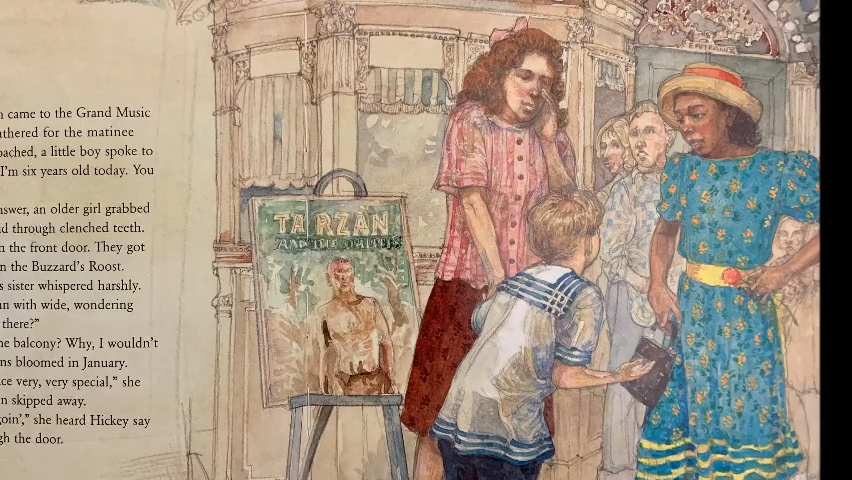 n came to the Grand Music
athered for the matinee
oached, a little boy spoke to
I'm six years old today. You
nswer, an older girl grabbed
id through clenched teeth.
n the front door. They got
n the Buzzard's Roost.
s sister whispered harshly.
an with wide, wondering
there?"
he balcony? Why, I wouldn't
ns bloomed in January.
ce very, very special," she
n skipped away.
goin'," she heard Hickey say
gh the door.
TARZAN
AND THE